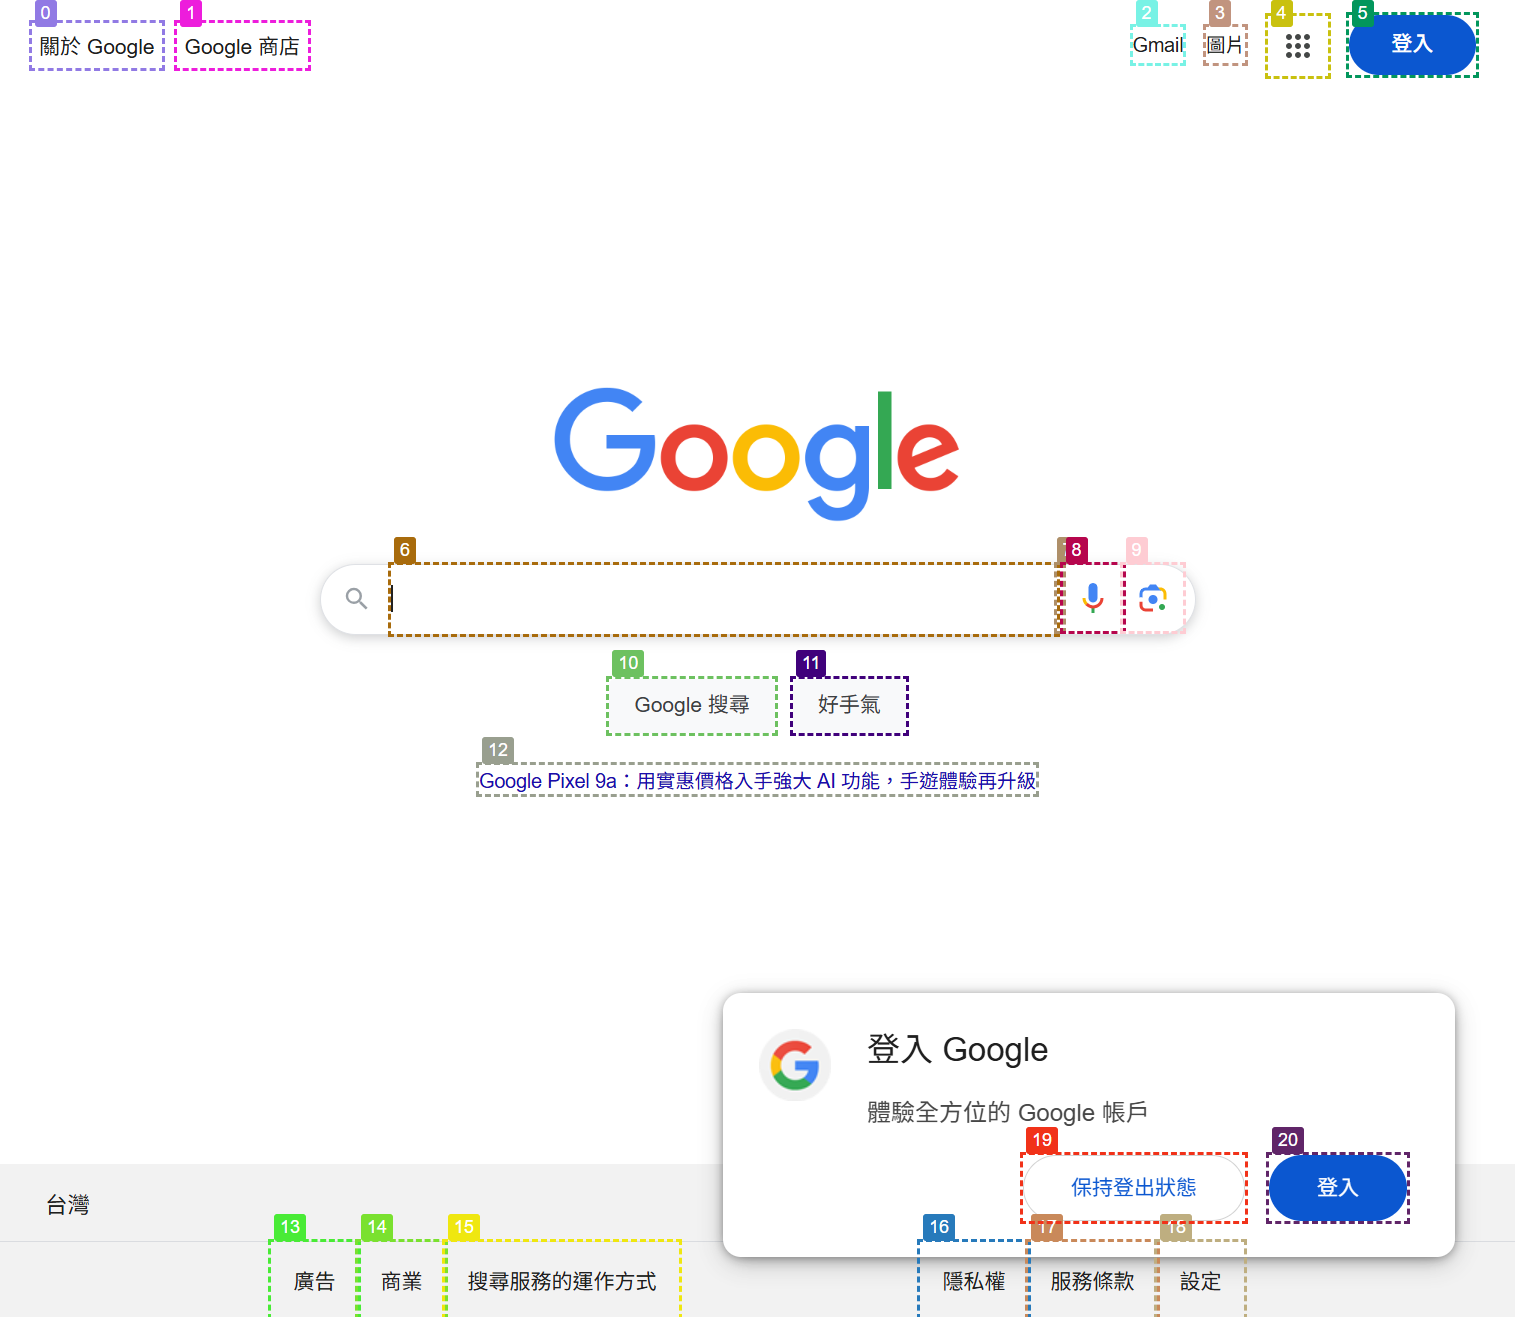 0 1 2 3 4 5
關於 Google Google 商店 Gmail 圖片 登入
Google
6 8 9
10 11
Google 搜尋 好手氣
12
Google Pixel 9a：用實惠價格入手強大 AI 功能，手遊體驗再升級
登入 Google
體驗全方位的 Google 帳戶
19 20
保持登出狀態 登入
台灣
13 14 15 16 17 18
廣告 商業 搜尋服務的運作方式 隱私權 服務條款 設定